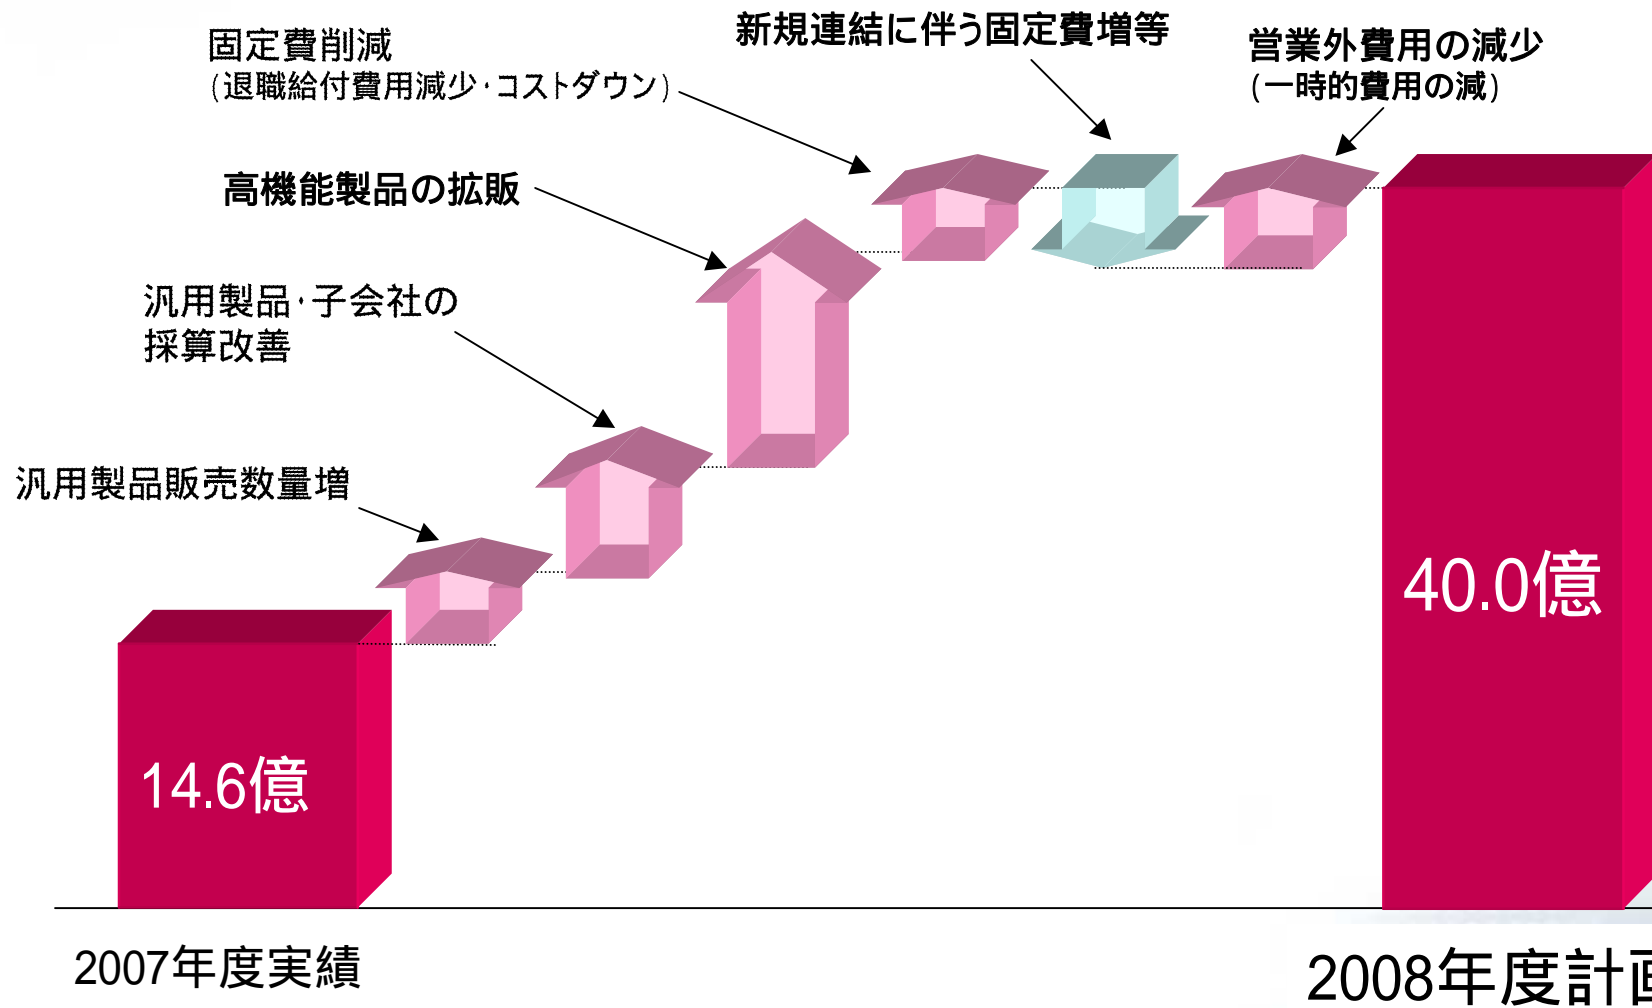 新規連結に伴う固定費増等
固定費削減
(退職給付費用減少・コストダウン)
営業外費用の減少
(一時的費用の減)
高機能製品の拡販
汎用製品・子会社の
採算改善
汎用製品販売数量増
14.6億
40.0億
2007年度実績
2008年度計画